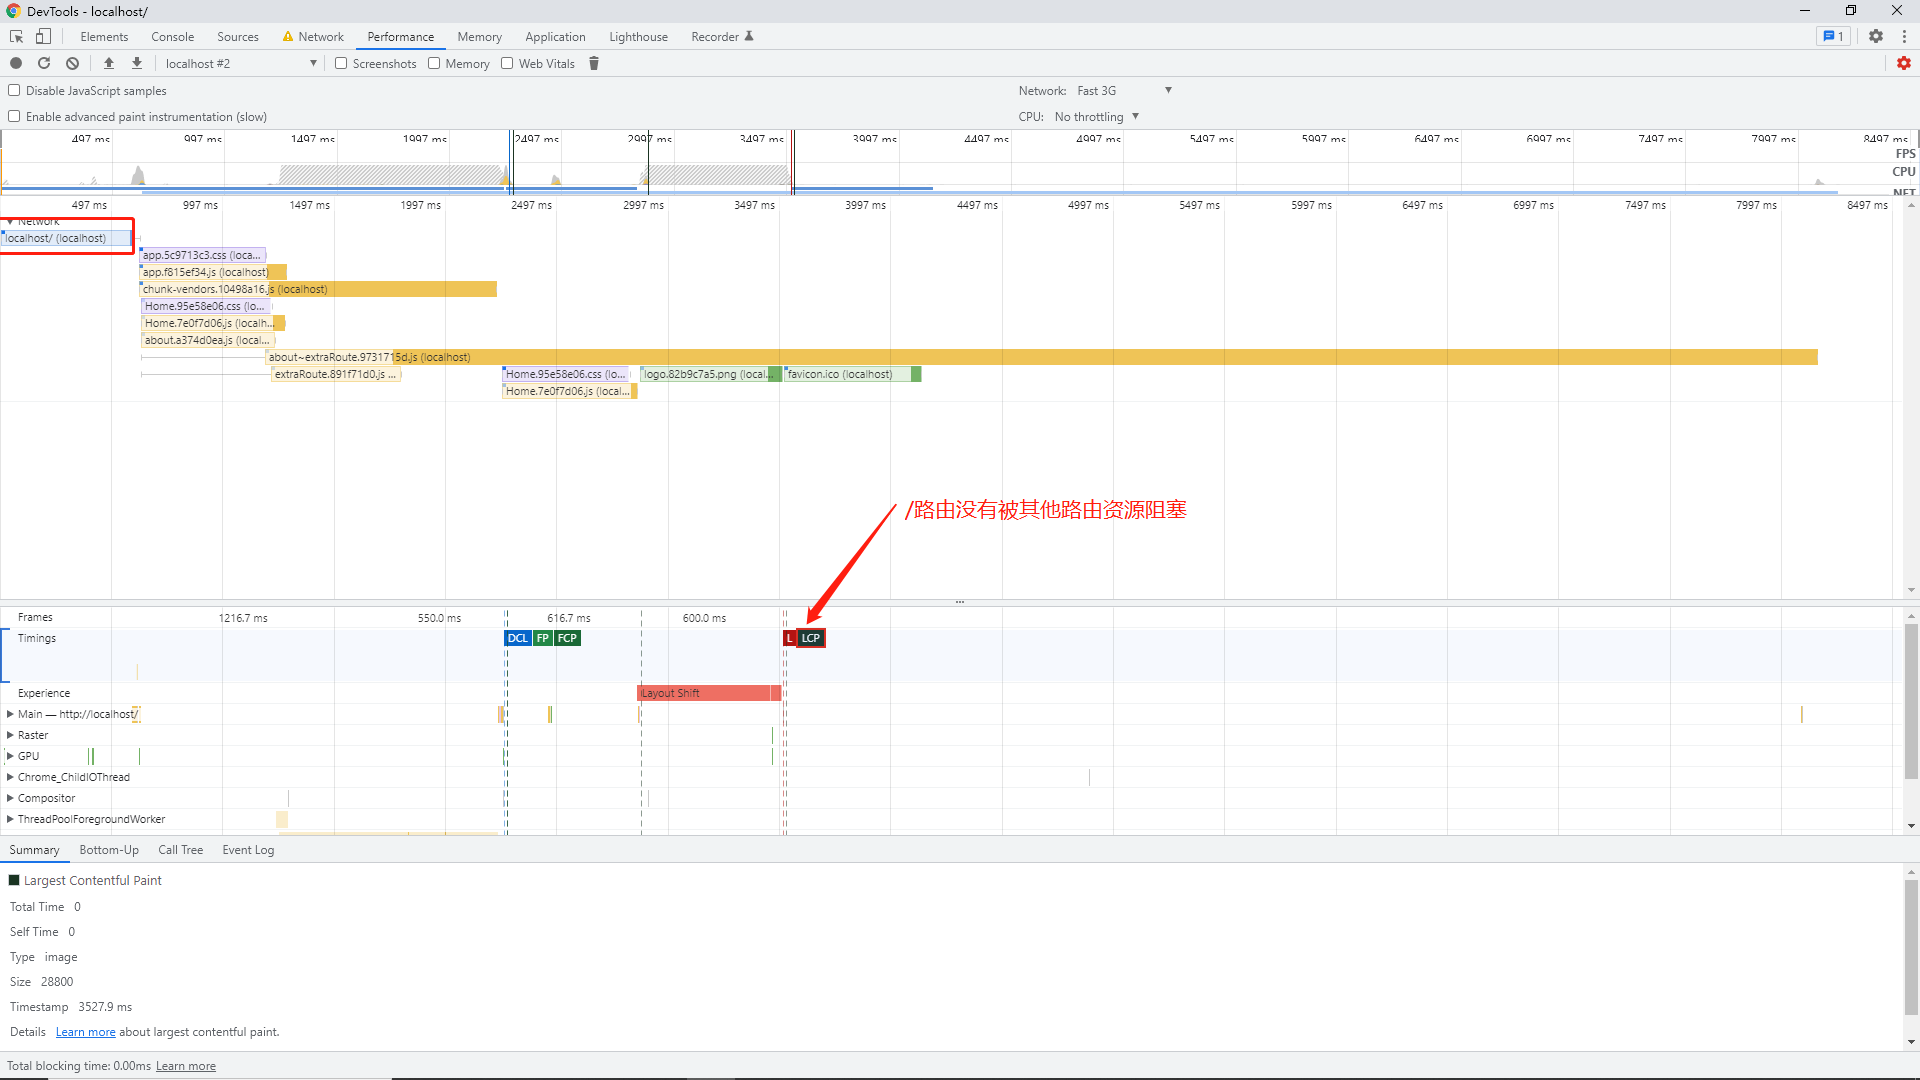 DevTools - localhost/
Elements Console Sources Network Performance Memory Application Lighthouse Recorder 1
localhost #2 Screenshots Memory Web Vitals
Disable JavaScript samples Network: Fast 3G
Enable advanced paint instrumentation (slow) CPU: No throttling
497 ms 997 ms 1497 ms 1997 ms 2497 ms 2997 ms 3497 ms 3997 ms 4497 ms 4997 ms 5497 ms 5997 ms 6497 ms 6997 ms 7497 ms 7997 ms 8497 ms
FPS
CPU
NET
497 ms 997 ms 1497 ms 1997 ms 2497 ms 2997 ms 3497 ms 3997 ms 4497 ms 4997 ms 5497 ms 5997 ms 6497 ms 6997 ms 7497 ms 7997 ms 8497 ms
Network
localhost/ (localhost)
app.5c9713c3.css (loca...
app.f815ef34.js (localhost)
chunk-vendors.10498a16.js (localhost)
Home.95e58e06.css (lo...
Home.7e0f7d06.js (localh...
about.a374d0ea.js (local...
about~extraRoute.9731715d.js (localhost)
extraRoute.891f71d0.js ... Home.95e58e06.css (lo... logo.82b9c7a5.png (local... favicon.ico (localhost)
Home.7e0f7d06.js (local...
/路由没有被其他路由资源阻塞
Frames 1216.7 ms 550.0 ms 616.7 ms 600.0 ms
Timings DCL FP FCP L LCP
Experience Layout Shift
Main — http://localhost/
Raster
GPU
Chrome_ChildIOThread
Compositor
ThreadPoolForegroundWorker
Summary Bottom-Up Call Tree Event Log
Largest Contentful Paint
Total Time 0
Self Time 0
Type image
Size 28800
Timestamp 3527.9 ms
Details Learn more about largest contentful paint.
Total blocking time: 0.00ms Learn more